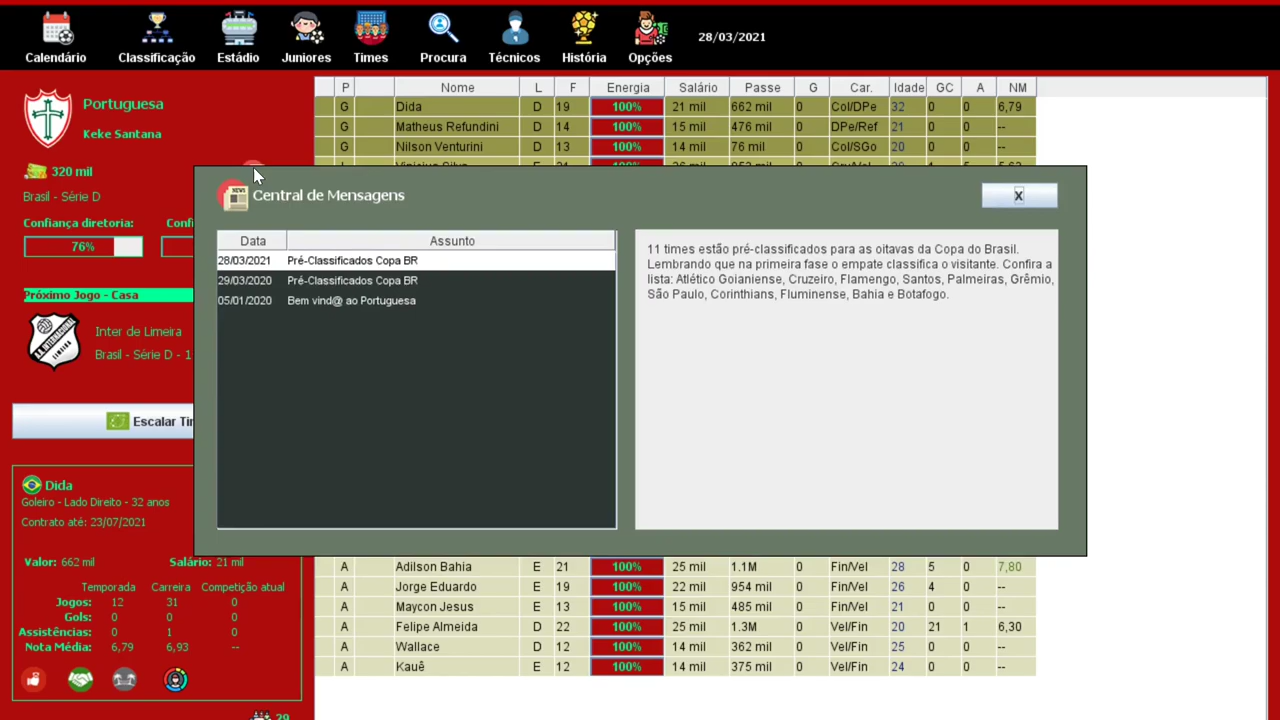 Calendário Classificação Estádio Juniores Times Procura Técnicos História Opções 28/03/2021
Portuguesa
Keke Santana
320 mil
Brasil - Série D
Confiança diretoria: Confi
76%
Próximo Jogo - Casa
Inter de Limeira
Brasil - Série D - 1
Escalar Ti
Dida
Goleiro - Lado Direito - 32 anos
Contrato até: 23/07/2021
Valor: 662 mil Salário: 21 mil
Temporada Carreira Competição atual
Jogos: 12 31 0
Gols: 0 0 0
Assistências: 0 1 0
Nota Média: 6,79 6,93 --
29
P Nome L F Energia Salário Passe G Car. Idade GC A NM
G Dida D 19 100% 21 mil 662 mil 0 Col/DPe 32 0 0 6,79
G Matheus Refundini D 14 100% 15 mil 476 mil 0 DPe/Ref 21 0 0 --
G Nilson Venturini D 13 100% 14 mil 76 mil 0 Col/SGo 20 0 0 --
Central de Mensagens
X
Data Assunto
28/03/2021 Pré-Classificados Copa BR
29/03/2020 Pré-Classificados Copa BR
05/01/2020 Bem vind@ ao Portuguesa
11 times estão pré-classificados para as oitavas da Copa do Brasil.
Lembrando que na primeira fase o empate classifica o visitante. Confira a
lista: Atlético Goianiense, Cruzeiro, Flamengo, Santos, Palmeiras, Grêmio,
São Paulo, Corinthians, Fluminense, Bahia e Botafogo.
A Adilson Bahia E 21 100% 25 mil 1.1M 0 Fin/Vel 28 5 0 7,80
A Jorge Eduardo E 19 100% 22 mil 954 mil 0 Fin/Vel 26 4 --
A Maycon Jesus E 13 100% 15 mil 485 mil 0 Fin/Vel 21 0 0 --
A Felipe Almeida D 22 100% 25 mil 1.3M 0 Vel/Fin 20 21 1 6,30
A Wallace D 12 100% 14 mil 362 mil 0 Vel/Fin 25 0 0 --
A Kauê E 12 100% 14 mil 375 mil 0 Vel/Fin 24 0 0 --